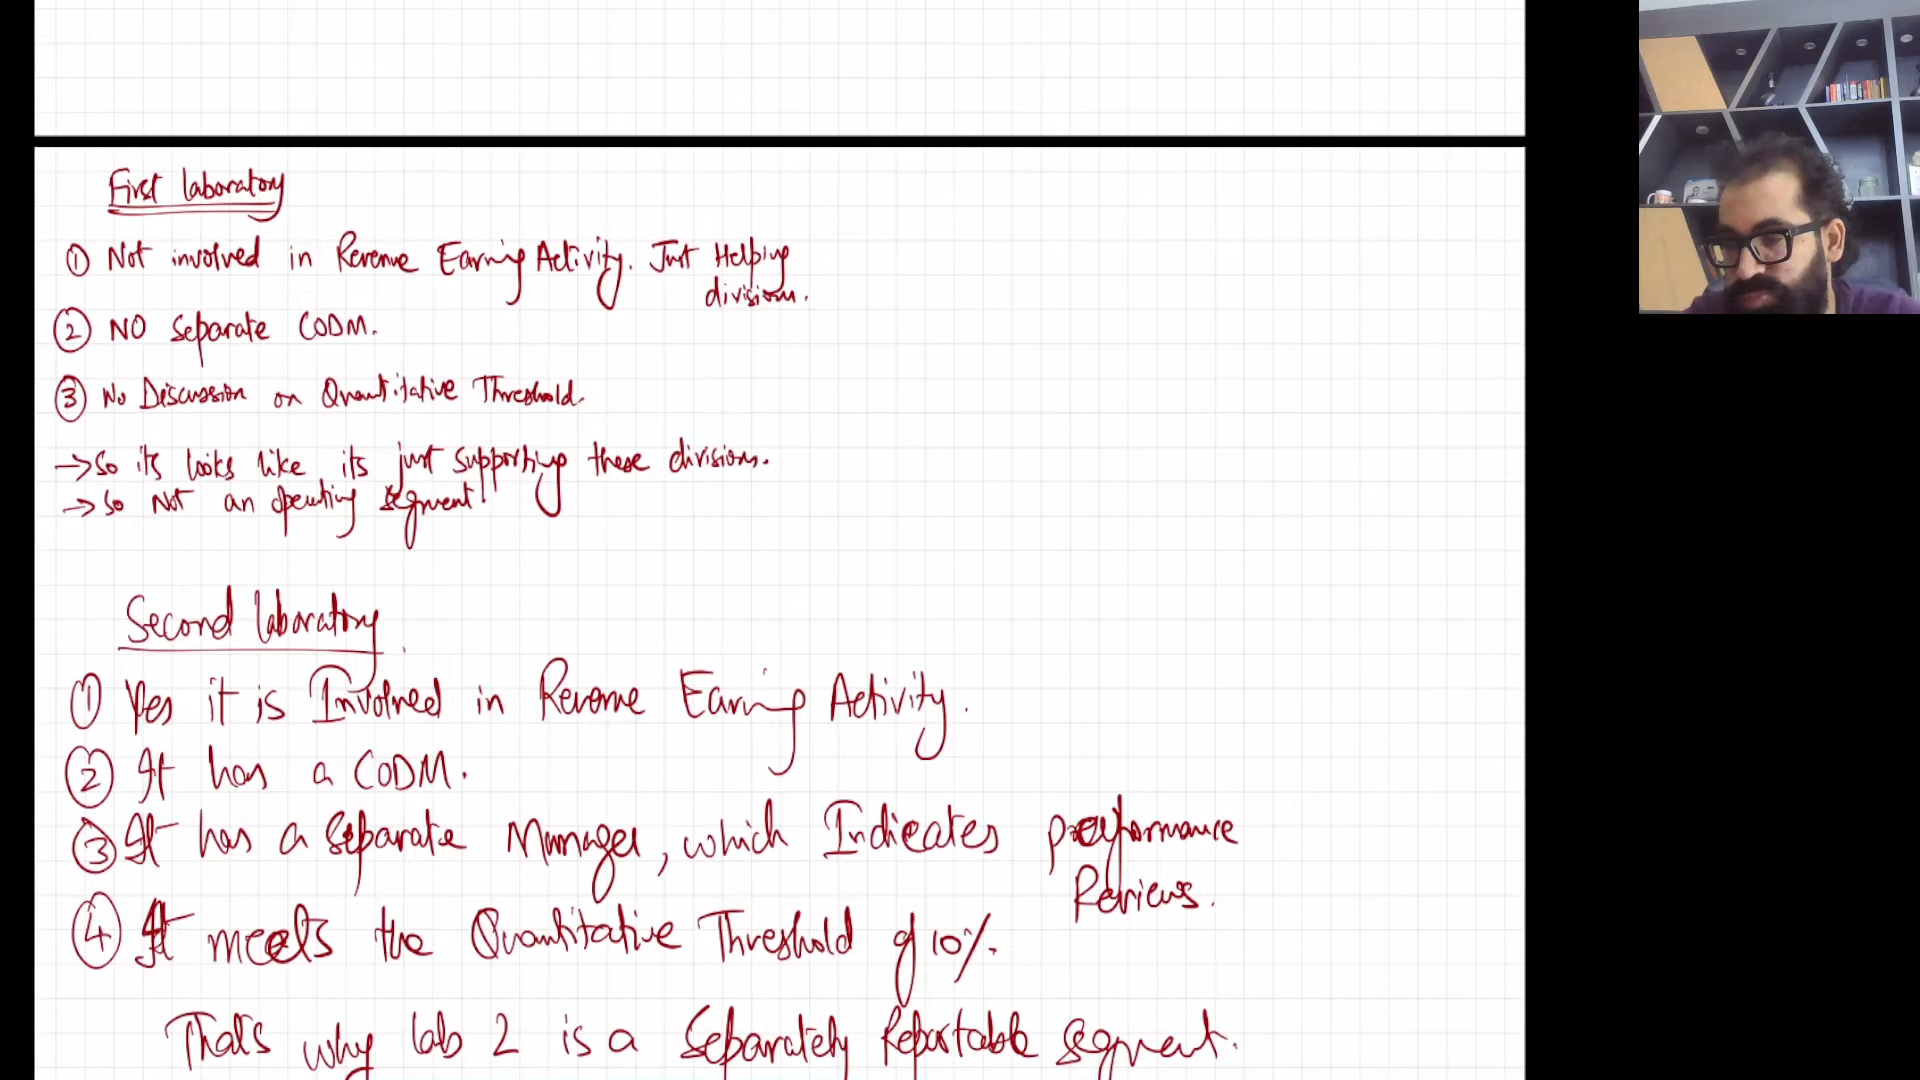 First laboratory
① Not involved in Revenue Earning Activity. Just Helping
divisions.
② NO Separate CODM.
③ No Discussion on Quantitative Threshold.
→ So its looks like its just supporting these divisions.
→ So Not an operating segment!
Second laboratory
① Yes it is Involved in Revenue Earning Activity.
② It has a CODM.
③ It has a Separate Manager, which Indicates performance
Reviews.
④ It meets the Quantitative Threshold of 10%.
That's why lab 2 is a Separately Reportable segment.